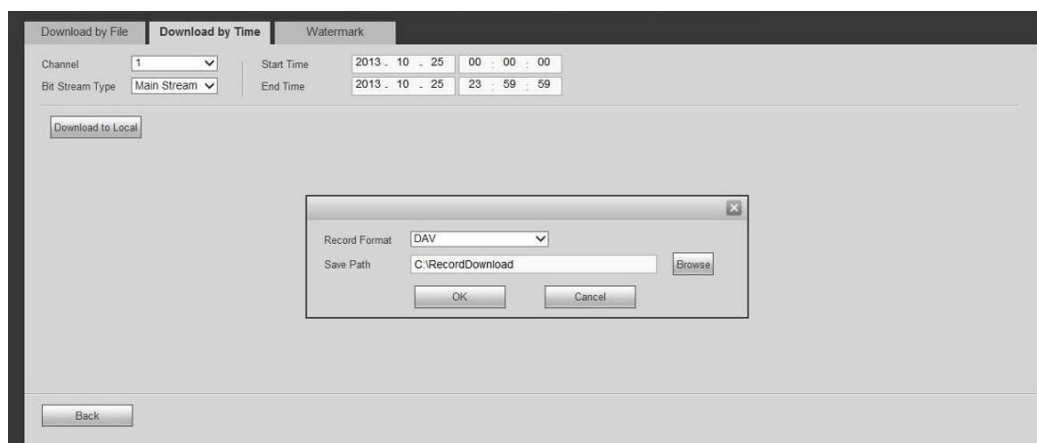 Download by File Download by Time Watermark
Channel 1 Start Time 2013 . 10 . 25 00 : 00 : 00
Bit Stream Type Main Stream End Time 2013 . 10 . 25 23 : 59 : 59
Download to Local
Record Format DAV
Save Path C:\RecordDownload Browse
OK Cancel
Back